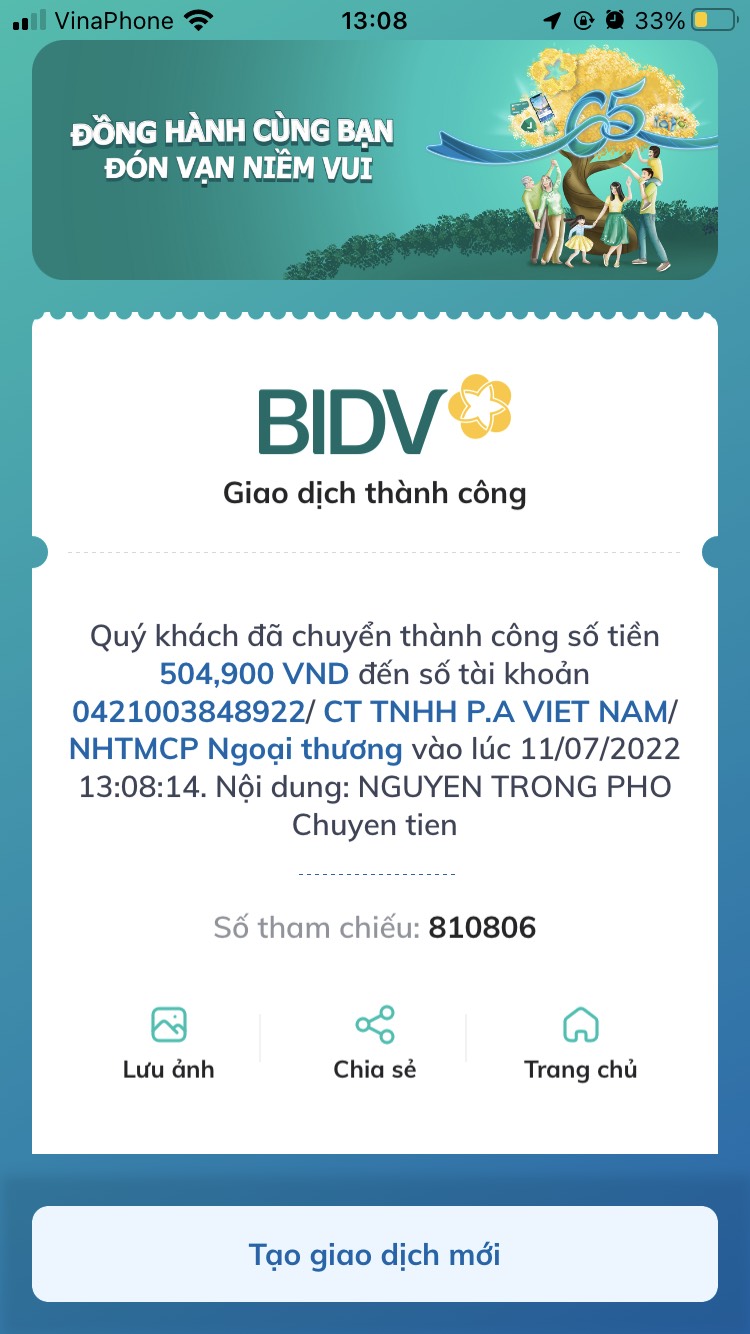 VinaPhone 13:08 33%
ĐỒNG HÀNH CÙNG BẠN
ĐÓN VẠN NIỀM VUI
65
BIDV
Giao dịch thành công
Quý khách đã chuyển thành công số tiền
504,900 VND đến số tài khoản
0421003848922/ CT TNHH P.A VIET NAM/
NHTMCP Ngoại thương vào lúc 11/07/2022
13:08:14. Nội dung: NGUYEN TRONG PHO
Chuyen tien
Số tham chiếu: 810806
Lưu ảnh Chia sẻ Trang chủ
Tạo giao dịch mới